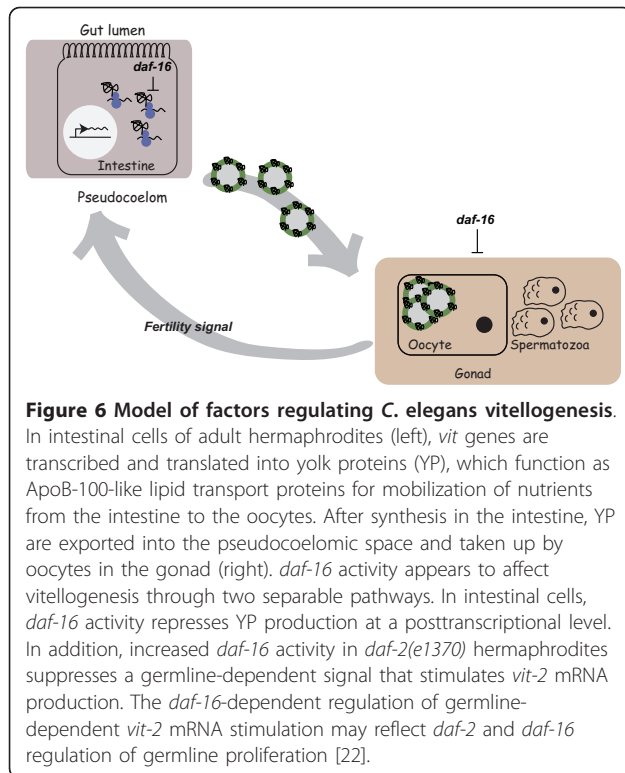 Gut lumen
daf-16
Intestine
Pseudocoelom
daf-16
Fertility signal
Oocyte
Spermatozoa
Gonad
Figure 6 Model of factors regulating C. elegans vitellogenesis.
In intestinal cells of adult hermaphrodites (left), vit genes are
transcribed and translated into yolk proteins (YP), which function as
ApoB-100-like lipid transport proteins for mobilization of nutrients
from the intestine to the oocytes. After synthesis in the intestine, YP
are exported into the pseudocoelomic space and taken up by
oocytes in the gonad (right). daf-16 activity appears to affect
vitellogenesis through two separable pathways. In intestinal cells,
daf-16 activity represses YP production at a posttranscriptional level.
In addition, increased daf-16 activity in daf-2(e1370) hermaphrodites
suppresses a germline-dependent signal that stimulates vit-2 mRNA
production. The daf-16-dependent regulation of germline-
dependent vit-2 mRNA stimulation may reflect daf-2 and daf-16
regulation of germline proliferation [22].